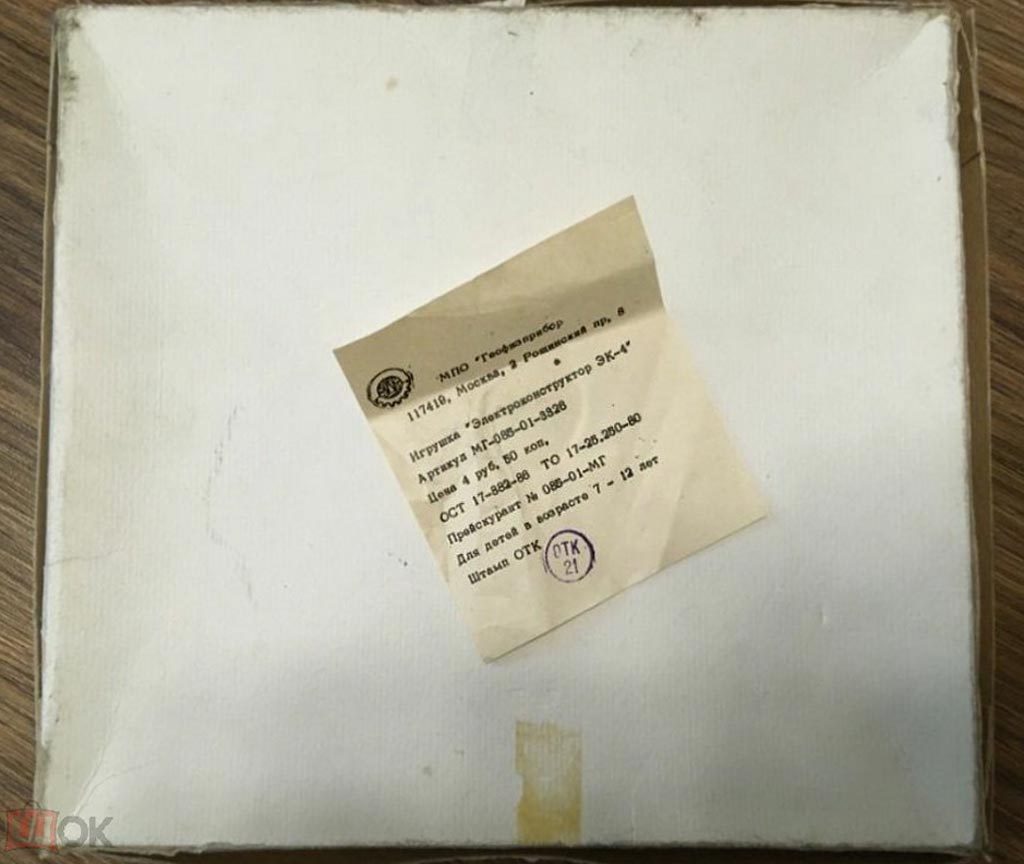 МПО "Геофизприбор
117419, Москва, 2 Рощинский пр. 8
Игрушка "Электроконструктор ЭК-4"
Артикул МГ-085-01-3328
Цена 4 руб. 50 коп.
ОСТ 17-882-86 ТО 17-25.250-80
Прейскурант № 085-01-МГ
Для детей в возрасте 7 - 12 лет
Штамп ОТК
ОТК
21
ОК